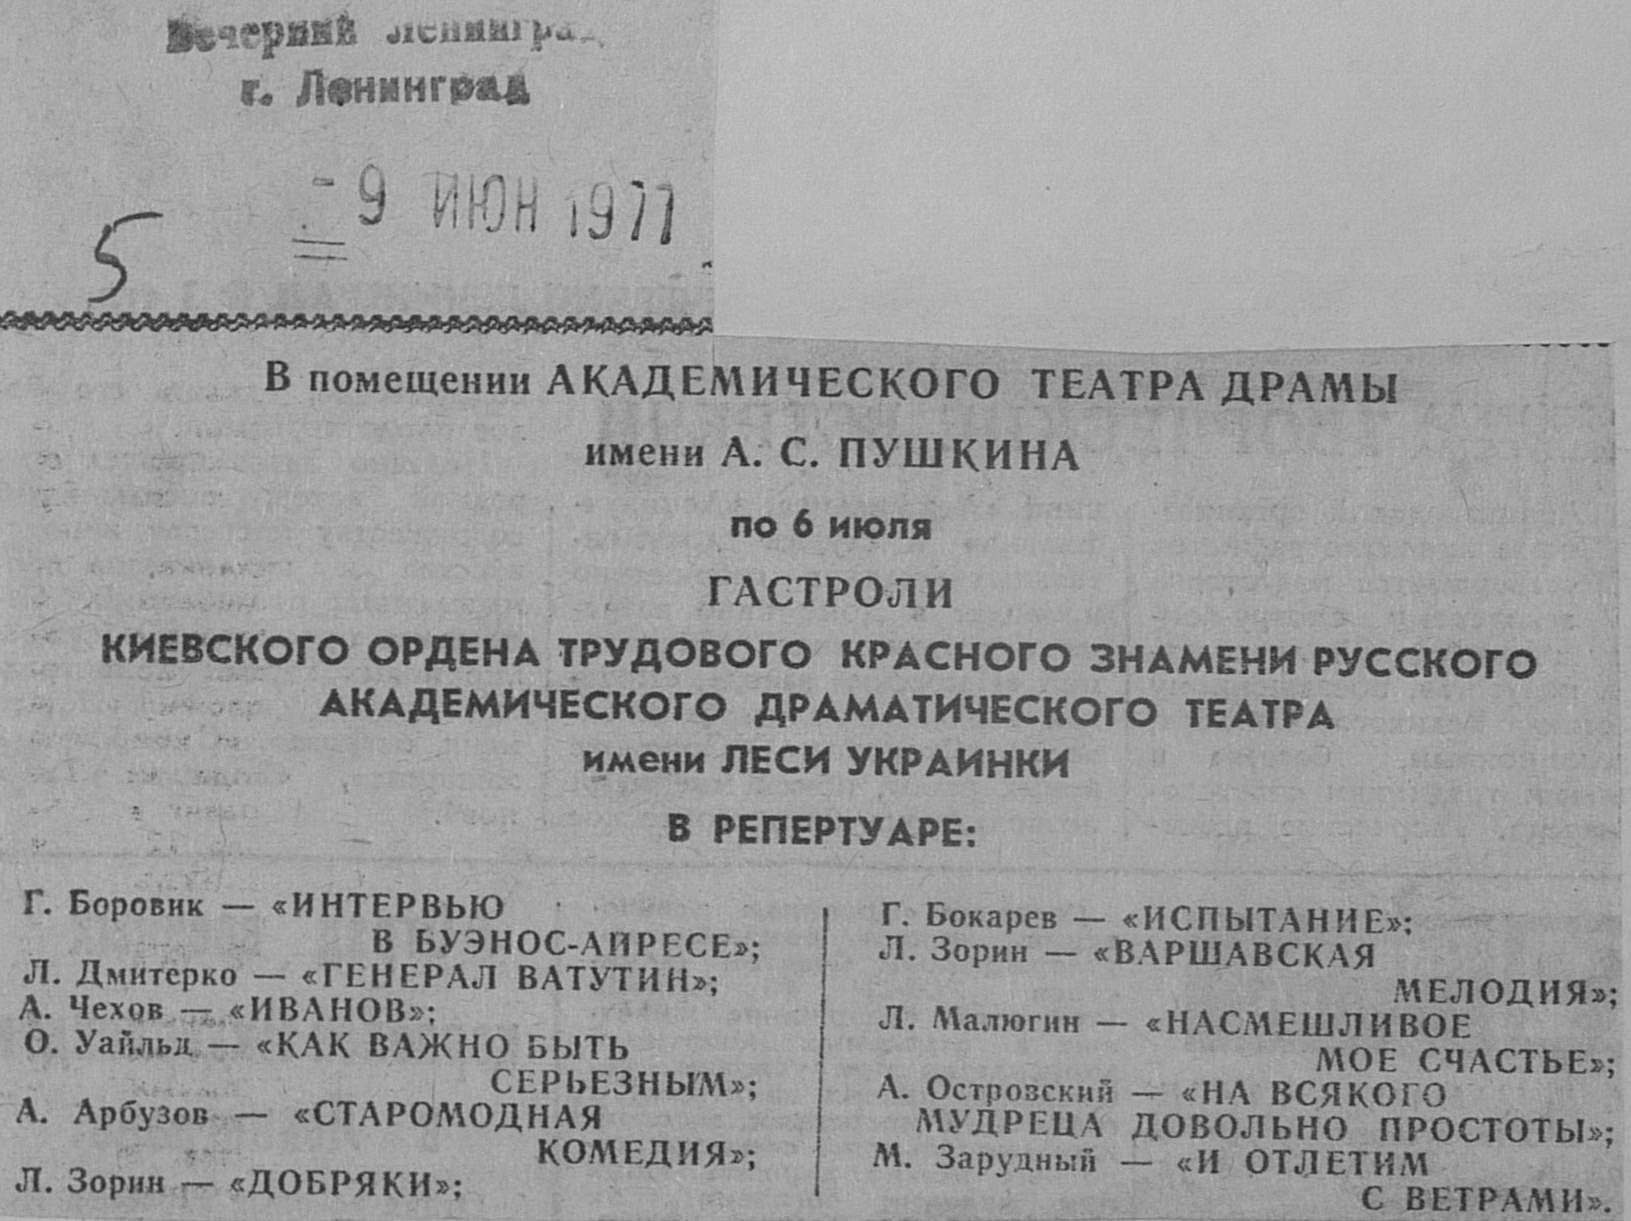 Вечерний Ленинград
г. Ленинград
- 9 ИЮН 1977
5
В помещении АКАДЕМИЧЕСКОГО ТЕАТРА ДРАМЫ
имени А. С. ПУШКИНА
по 6 июля
ГАСТРОЛИ
КИЕВСКОГО ОРДЕНА ТРУДОВОГО КРАСНОГО ЗНАМЕНИ РУССКОГО
АКАДЕМИЧЕСКОГО ДРАМАТИЧЕСКОГО ТЕАТРА
имени ЛЕСИ УКРАИНКИ
В РЕПЕРТУАРЕ:
Г. Боровик — «ИНТЕРВЬЮ
В БУЭНОС-АЙРЕСЕ»;
Л. Дмитерко — «ГЕНЕРАЛ ВАТУТИН»;
А. Чехов — «ИВАНОВ»;
О. Уайльд — «КАК ВАЖНО БЫТЬ
СЕРЬЕЗНЫМ»;
А. Арбузов — «СТАРОМОДНАЯ
КОМЕДИЯ»;
Л. Зорин — «ДОБРЯКИ»;
Г. Бокарев — «ИСПЫТАНИЕ»;
Л. Зорин — «ВАРШАВСКАЯ
МЕЛОДИЯ»;
Л. Малюгин — «НАСМЕШЛИВОЕ
МОЕ СЧАСТЬЕ»;
А. Островский — «НА ВСЯКОГО
МУДРЕЦА ДОВОЛЬНО ПРОСТОТЫ»;
М. Зарудный — «И ОТЛЕТИМ
С ВЕТРАМИ».